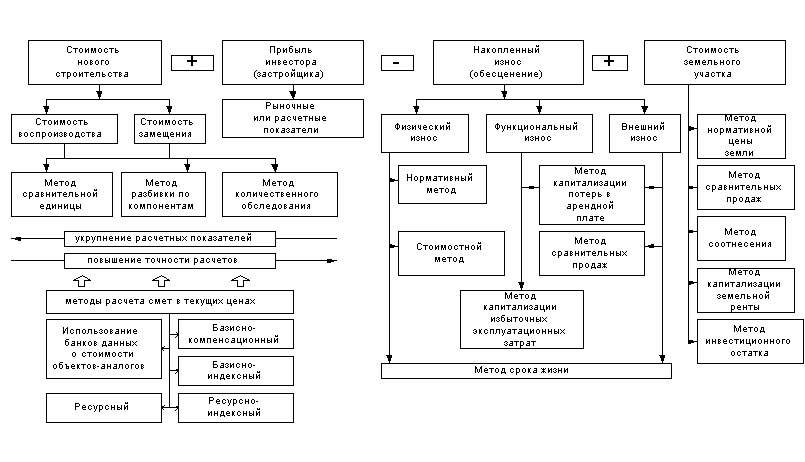 Стоимость
нового
строительства
+
Прибыль
инвестора
(застройщика)
-
Накопленный
износ
(обесценение)
+
Стоимость
земельного
участка
Стоимость
воспроизводства
Стоимость
замещения
Рыночные
или расчетные
показатели
Физический
износ
Функциональный
износ
Внешний
износ
Метод
нормативной
цены
земли
Метод
сравнительной
единицы
Метод
разбивки по
компонентам
Метод
количественного
обследования
Нормативный
метод
Метод
капитализации
потерь в
арендной
плате
Метод
сравнительных
продаж
укрупнение расчетных показателей
повышение точности расчетов
Стоимостной
метод
Метод
сравнительных
продаж
Метод
соотнесения
методы расчета смет в текущих ценах
Метод
капитализации
избыточных
эксплуатационных
затрат
Метод
капитализации
земельной
ренты
Использование
банков данных
о стоимости
объектов-аналогов
Базисно-
компенсационный
Метод
инвестиционного
остатка
Базисно-
индексный
Метод срока жизни
Ресурсный
Ресурсно-
индексный